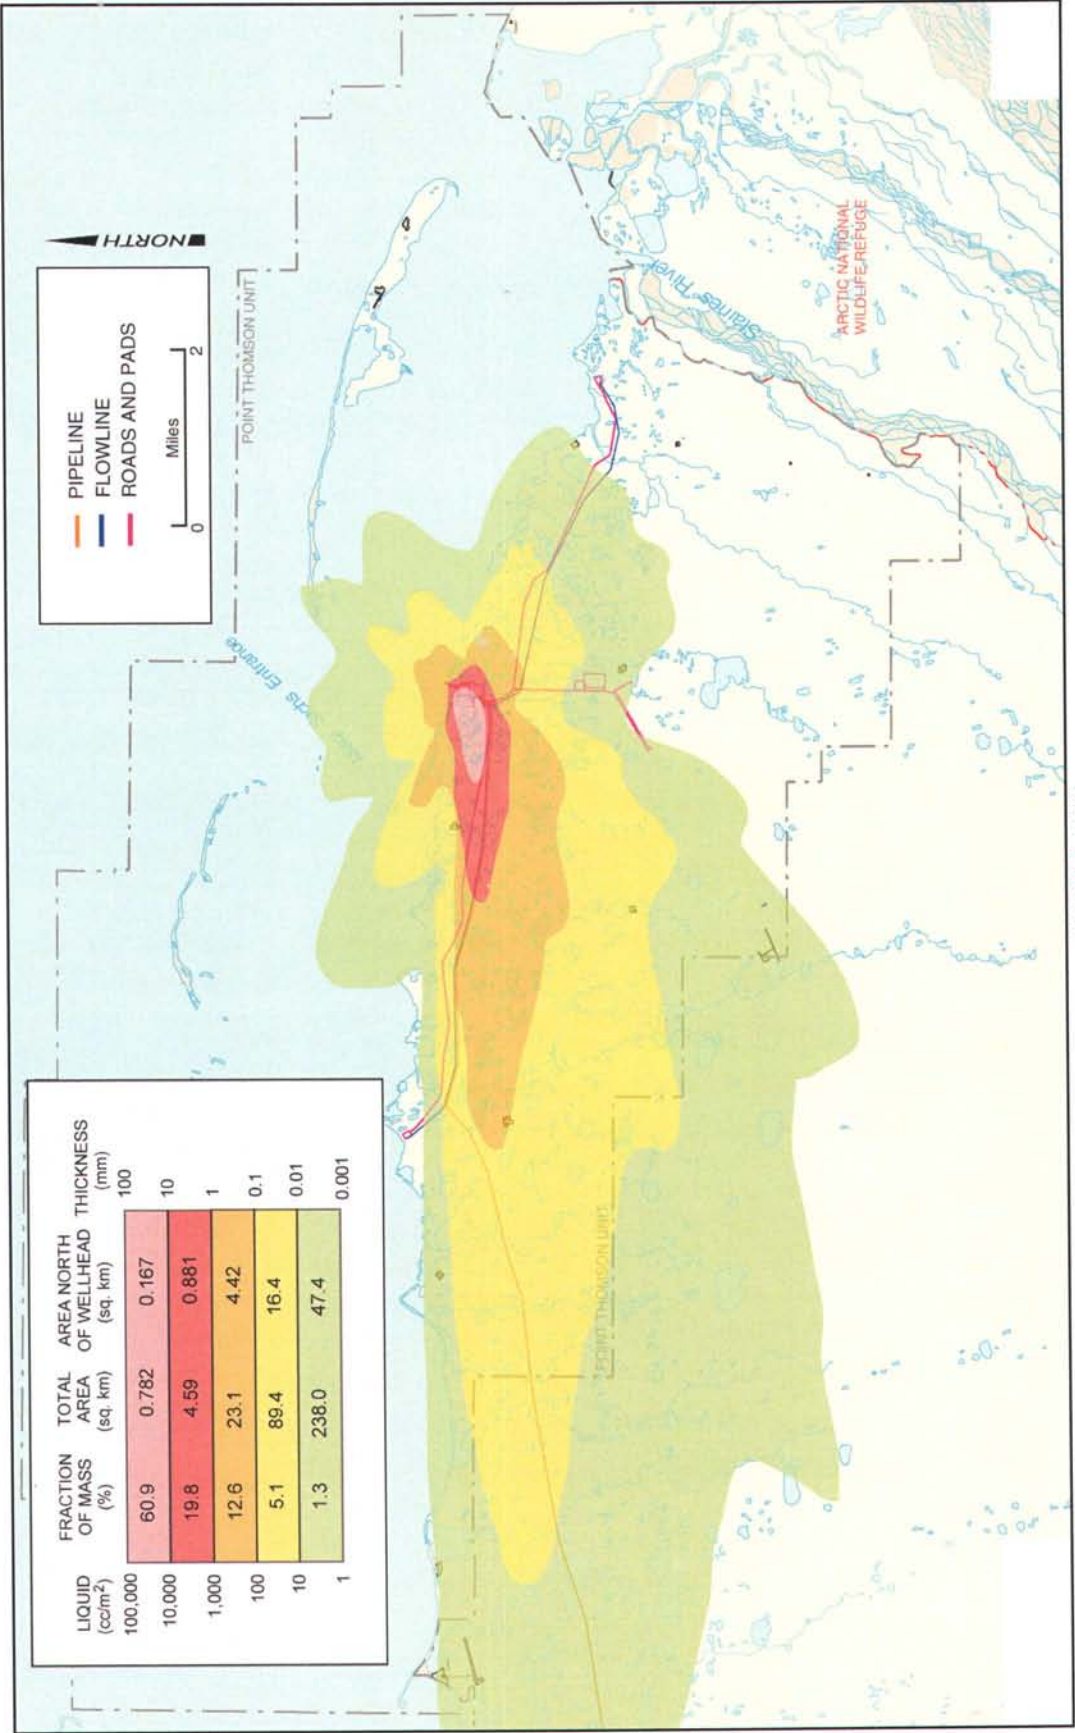 LIQUID FRACTION TOTAL AREA NORTH THICKNESS
(cc/m²) OF MASS AREA OF WELLHEAD (mm)
(%) (sq. km) (sq. km)
100,000 100
60.9 0.782 0.167
10,000 10
19.8 4.59 0.881
1,000 1
12.6 23.1 4.42
100 0.1
5.1 89.4 16.4
10 0.01
1.3 238.0 47.4
1 0.001
PIPELINE
FLOWLINE
ROADS AND PADS
Miles
0 2
NORTH
POINT THOMSON UNIT
Entrance
Staines River
ARCTIC NATIONAL
WILDLIFE REFUGE
POINT THOMSON UNIT